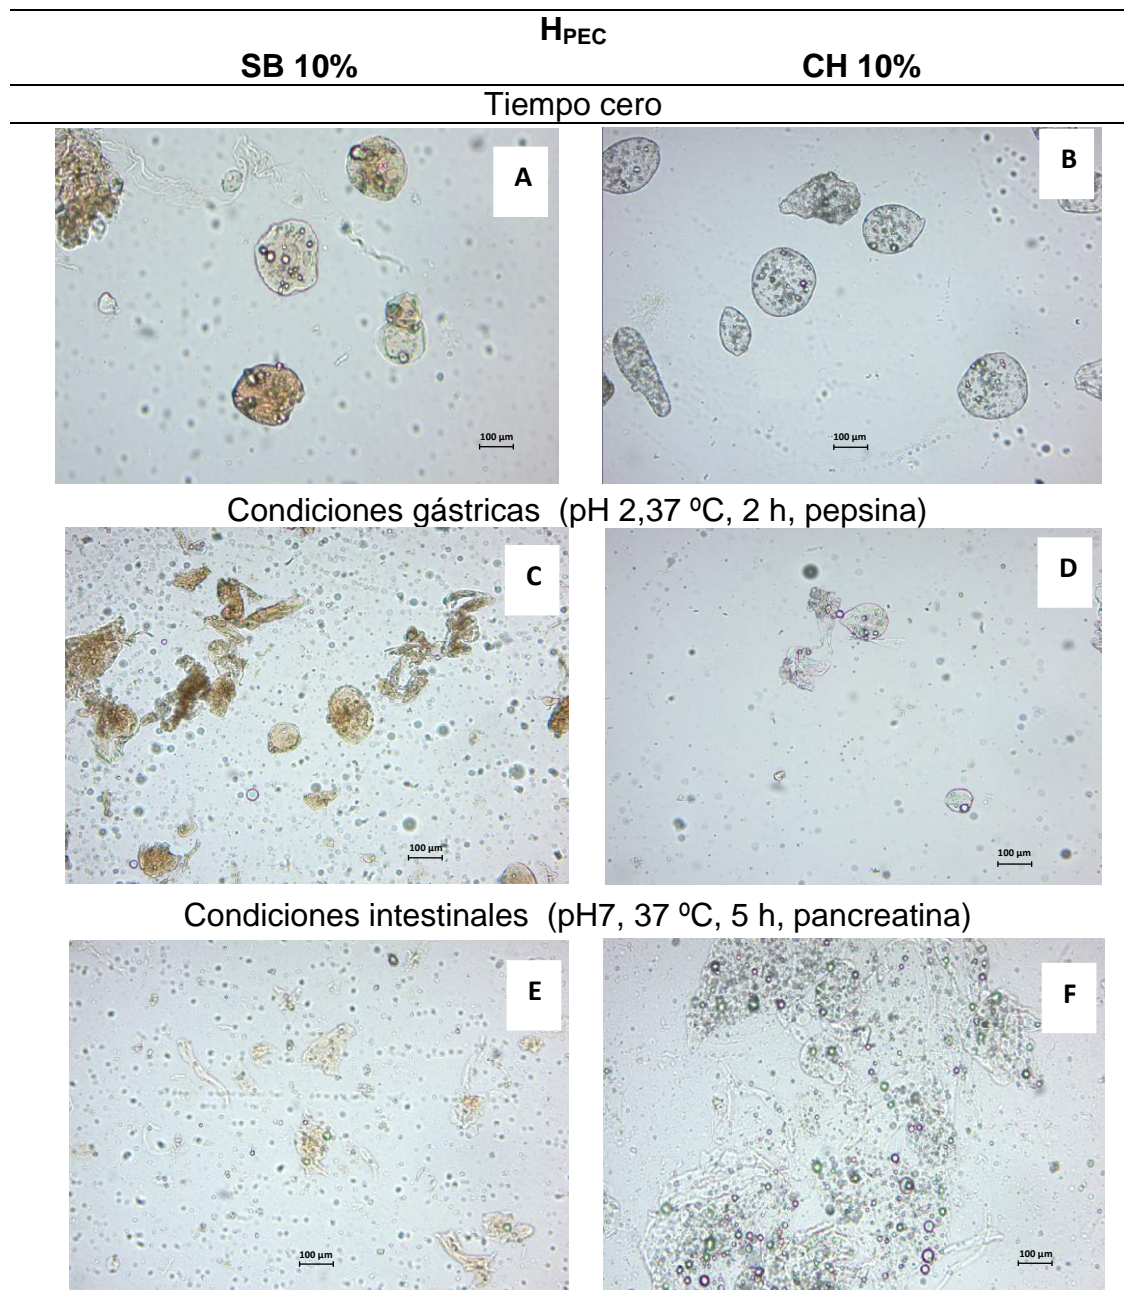 HPEC
SB 10% CH 10%
Tiempo cero
A B
100 µm 100 µm
Condiciones gástricas (pH 2,37 ºC, 2 h, pepsina)
C D
100 µm 100 µm
Condiciones intestinales (pH7, 37 ºC, 5 h, pancreatina)
E F
100 µm 100 µm